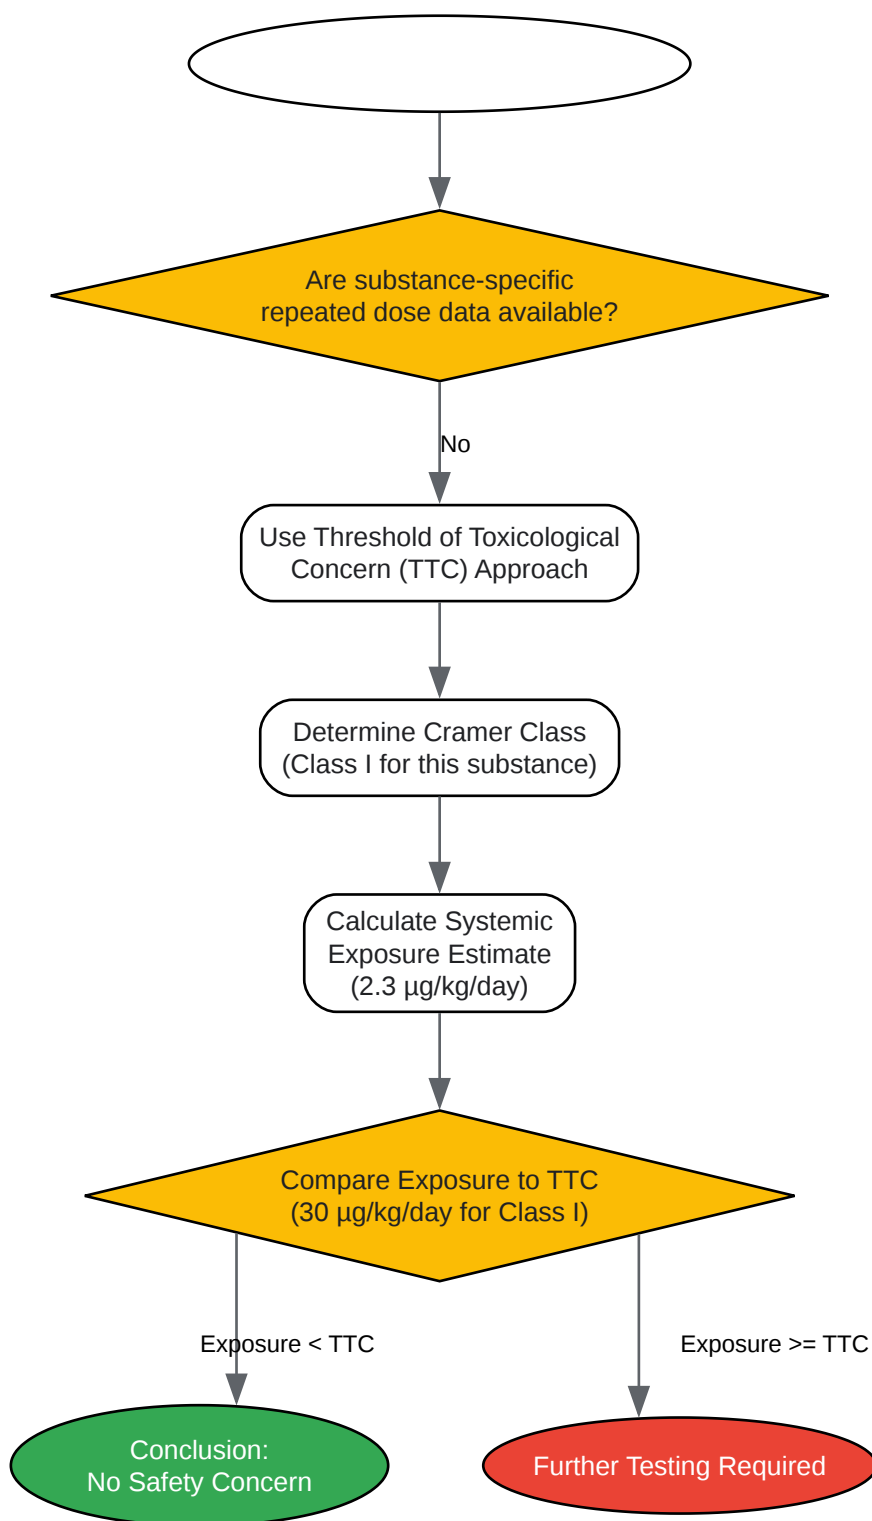 Are substance-specific
repeated dose data available?
No
Use Threshold of Toxicological
Concern (TTC) Approach
Determine Cramer Class
(Class I for this substance)
Calculate Systemic
Exposure Estimate
(2.3 µg/kg/day)
Compare Exposure to TTC
(30 µg/kg/day for Class I)
Exposure < TTC
Exposure >= TTC
Conclusion:
No Safety Concern
Further Testing Required